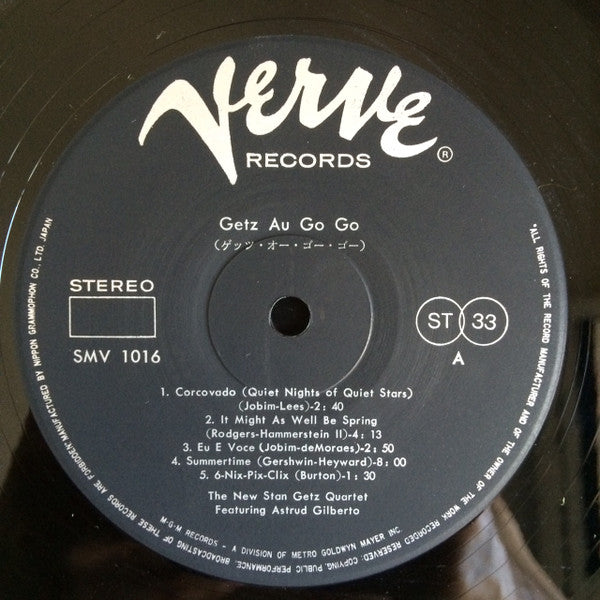 Verve
RECORDS ®
Getz Au Go Go
(ゲッツ・オー・ゴー・ゴー)
STEREO
SMV 1016
ST 33
A
1. Corcovado (Quiet Nights of Quiet Stars)
(Jobim-Lees)-2: 40
2. It Might As Well Be Spring
(Rodgers-Hammerstein II)-4: 13
3. Eu E Voce (Jobim-deMoraes)-2: 50
4. Summertime (Gershwin-Heyward)-8: 00
5. 6-Nix-Pix-Clix (Burton)-1: 30
The New Stan Getz Quartet
Featuring Astrud Gilberto
M-G-M RECORDS - A DIVISION OF METRO GOLDWYN MAYER INC.
"ALL RIGHTS OF THE RECORD MANUFACTURER AND OF THE OWNER OF THE WORK RECORDED RESERVED: COPYING, PUBLIC PERFORMANCE, BROADCASTING OF THESE RECORDS ARE FORBIDDEN" MANUFACTURED BY NIPPON GRAMMOPHON CO., LTD. JAPAN